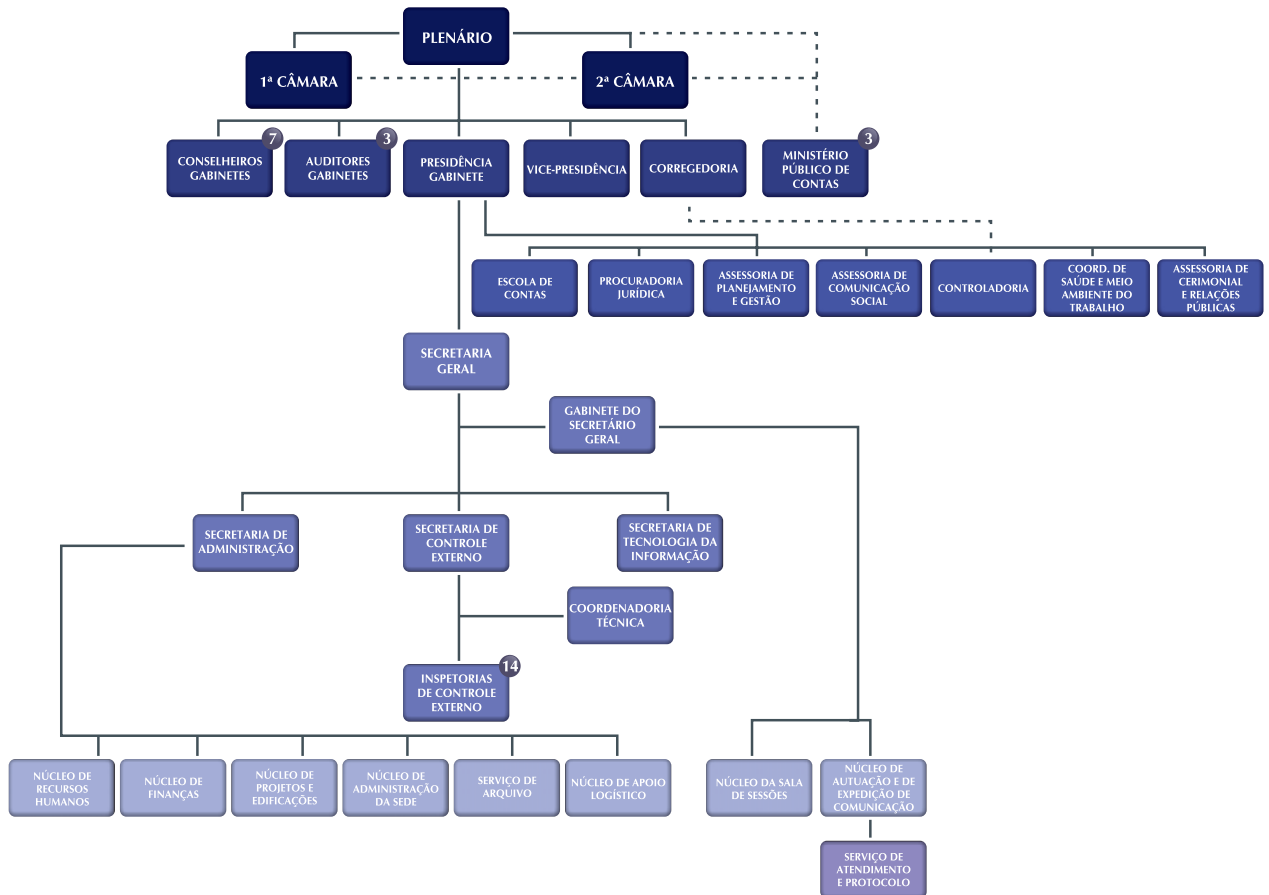 PLENÁRIO
1ª CÂMARA
2ª CÂMARA
7
CONSELHEIROS
GABINETES
3
AUDITORES
GABINETES
PRESIDÊNCIA
GABINETE
VICE-PRESIDÊNCIA
CORREGEDORIA
3
MINISTÉRIO
PÚBLICO DE
CONTAS
ESCOLA DE
CONTAS
PROCURADORIA
JURÍDICA
ASSESSORIA DE
PLANEJAMENTO
E GESTÃO
ASSESSORIA DE
COMUNICAÇÃO
SOCIAL
CONTROLADORIA
COORD. DE
SAÚDE E MEIO
AMBIENTE DO
TRABALHO
ASSESSORIA DE
CERIMONIAL
E RELAÇÕES
PÚBLICAS
SECRETARIA
GERAL
GABINETE DO
SECRETÁRIO
GERAL
SECRETARIA DE
ADMINISTRAÇÃO
SECRETARIA DE
CONTROLE
EXTERNO
SECRETARIA DE
TECNOLOGIA DA
INFORMAÇÃO
COORDENADORIA
TÉCNICA
14
INSPETORIAS
DE CONTROLE
EXTERNO
NÚCLEO DE
RECURSOS
HUMANOS
NÚCLEO DE
FINANÇAS
NÚCLEO DE
PROJETOS E
EDIFICAÇÕES
NÚCLEO DE
ADMINISTRAÇÃO
DA SEDE
SERVIÇO DE
ARQUIVO
NÚCLEO DE APOIO
LOGÍSTICO
NÚCLEO DA SALA
DE SESSÕES
NÚCLEO DE
AUTUAÇÃO E DE
EXPEDIÇÃO DE
COMUNICAÇÃO
SERVIÇO DE
ATENDIMENTO
E PROTOCOLO